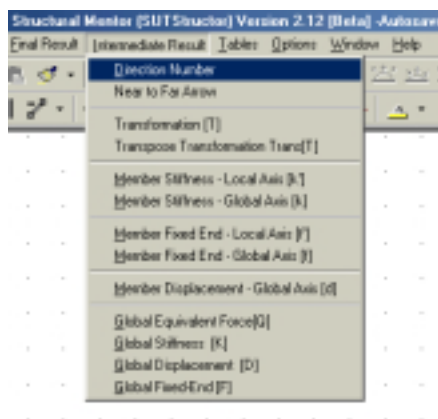 Structural Mentor (SUTStructor) Version 2.12 [Beta] -Autosave
Final Result Intermediate Result Tables Options Window Help
Direction Number
Near to Far Arrow
Transformation [T]
Transpose Transformation Trans[T]
Member Stiffness - Local Axis [k']
Member Stiffness - Global Axis [k]
Member Fixed End - Local Axis [f']
Member Fixed End - Global Axis [f]
Member Displacement - Global Axis [d]
Global Equivalent Force[Q]
Global Stiffness [K]
Global Displacement [D]
Global Fixed-End [F]